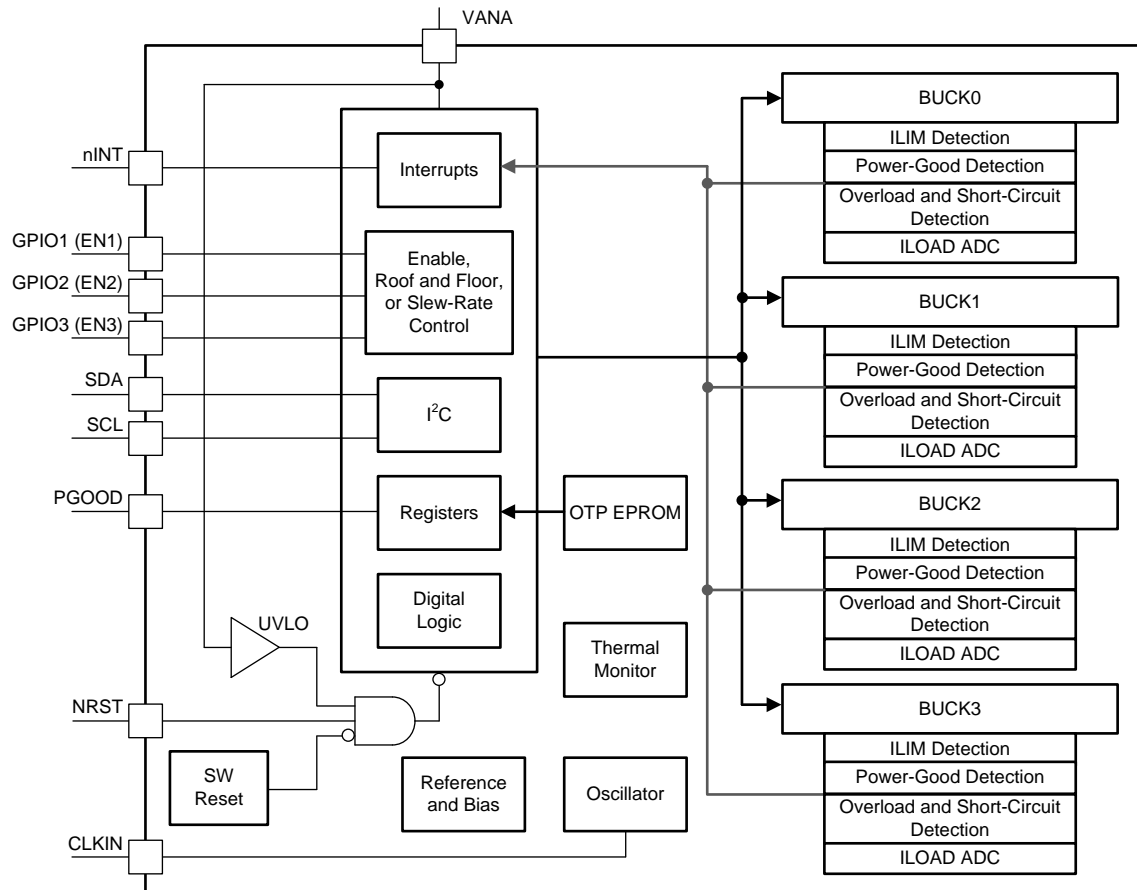 VANA
nINT
GPIO1 (EN1)
GPIO2 (EN2)
GPIO3 (EN3)
SDA
SCL
PGOOD
NRST
CLKIN
Interrupts
Enable,
Roof and Floor,
or Slew-Rate
Control
I²C
Registers
Digital
Logic
UVLO
SW
Reset
Reference
and Bias
OTP EPROM
Thermal
Monitor
Oscillator
BUCK0
ILIM Detection
Power-Good Detection
Overload and Short-Circuit
Detection
ILOAD ADC
BUCK1
ILIM Detection
Power-Good Detection
Overload and Short-Circuit
Detection
ILOAD ADC
BUCK2
ILIM Detection
Power-Good Detection
Overload and Short-Circuit
Detection
ILOAD ADC
BUCK3
ILIM Detection
Power-Good Detection
Overload and Short-Circuit
Detection
ILOAD ADC